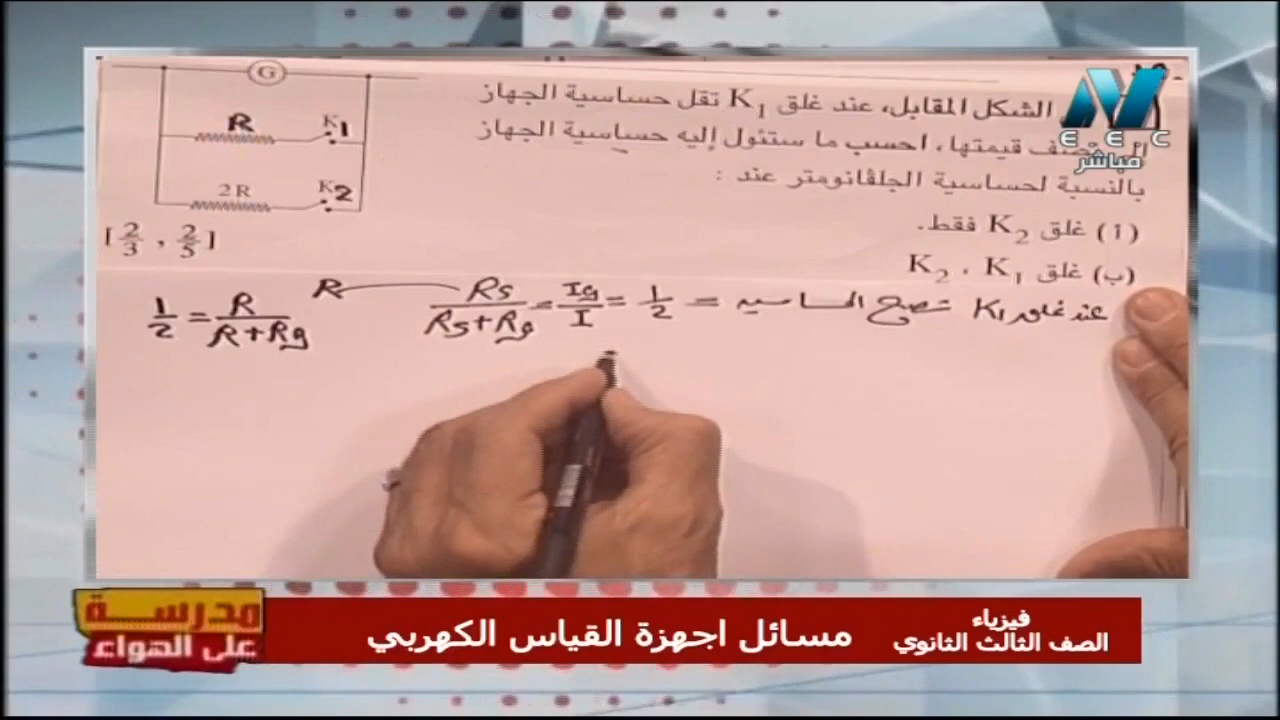 الشكل المقابل، عند غلق K1 تقل حساسية الجهاز
قيمتها، احسب ما ستئول إليه حساسية الجهاز
بالنسبة لحساسية الجلڤانومتر عند :
(أ) غلق K2 فقط.
(ب) غلق K1 ، K2
G
R
K1
2R
K2
[2/3 , 2/5]
عند غلق K1 تصبح الحساسيه = 1/2 = Ig/I = Rs/(Rs+Rg)
R
1/2 = R/(R+Rg)
EEC
مباشر
مدرسة
على الهواء
فيزياء
الصف الثالث الثانوي
مسائل اجهزة القياس الكهربي